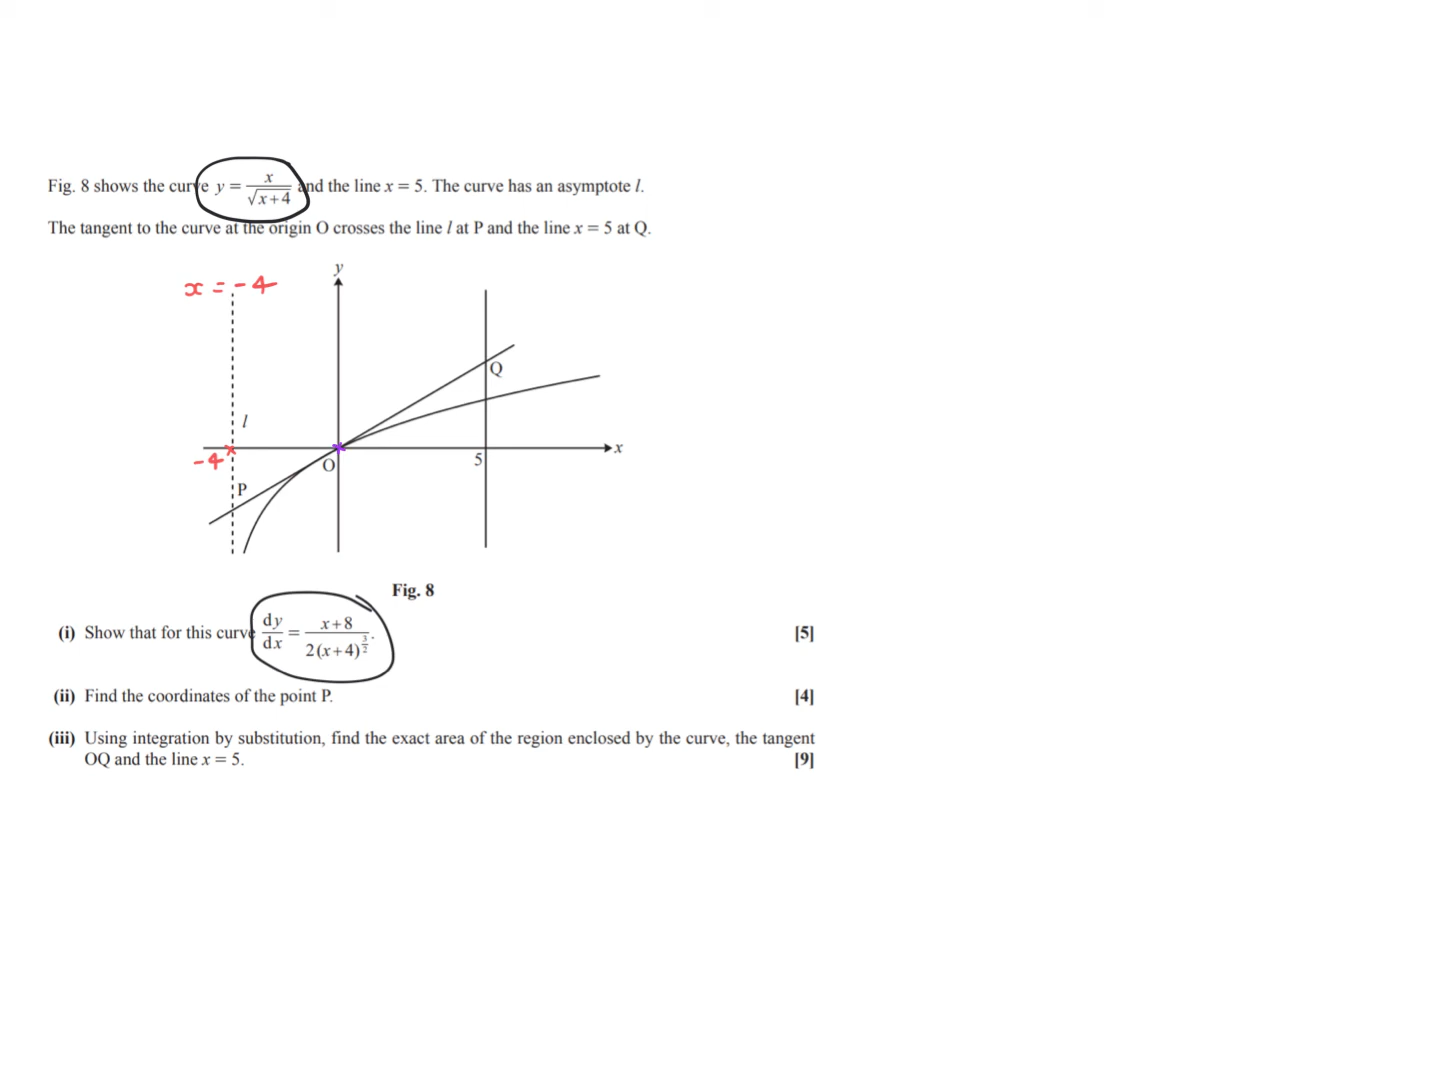 Fig. 8 shows the curve y = x/√(x+4) and the line x = 5. The curve has an asymptote l.
The tangent to the curve at the origin O crosses the line l at P and the line x = 5 at Q.
y
x = -4
Q
l
x
-4
O
5
P
Fig. 8
(i) Show that for this curve dy/dx = (x+8)/(2(x+4)^(3/2)). [5]
(ii) Find the coordinates of the point P. [4]
(iii) Using integration by substitution, find the exact area of the region enclosed by the curve, the tangent
OQ and the line x = 5. [9]